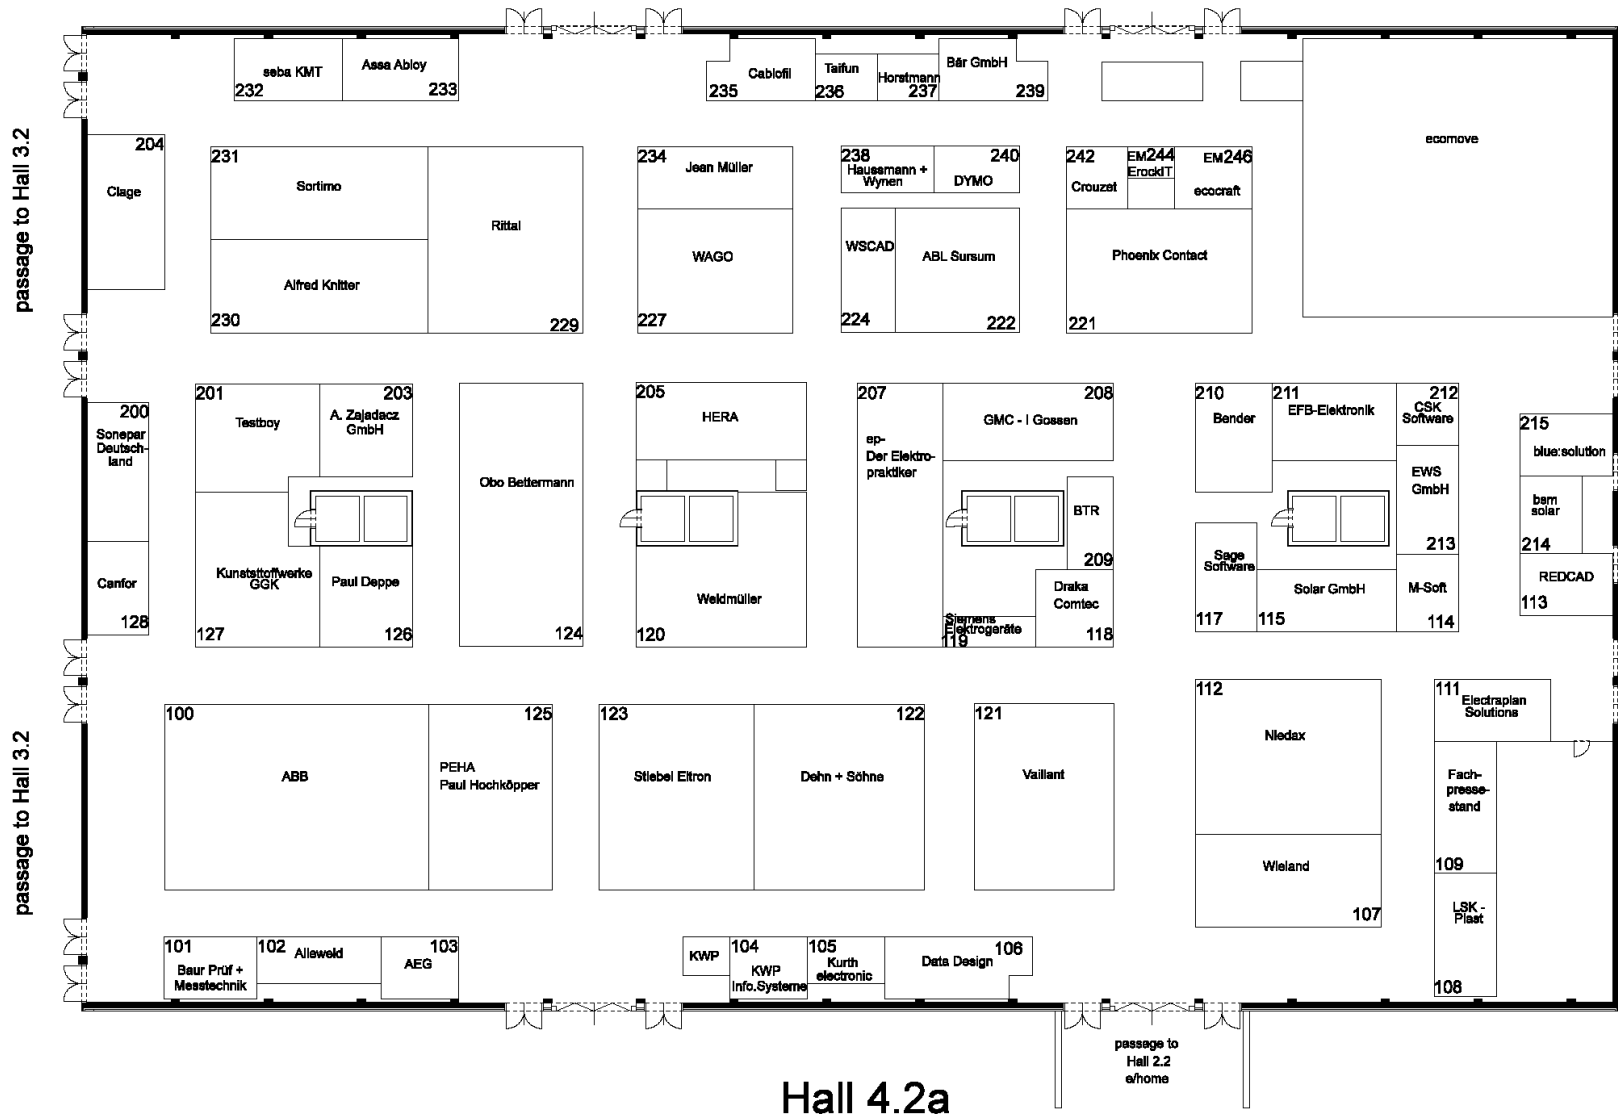 seba KMT
232
Assa Abloy
233
Cablofil
235
Taifun
236
Horstmann
237
Bär GmbH
239
ecomove
passage to Hall 3.2
204
Clage
231
Sortimo
Rittal
Alfred Knitter
230
229
234
Jean Müller
WAGO
227
238
Haussmann +
Wynen
240
DYMO
WSCAD
224
ABL Sursum
222
242
Crouzet
EM244
ErockIT
EM246
ecocraft
Phoenix Contact
221
200
Sonepar
Deutsch-
land
Canfor
128
201
Testboy
203
A. Zajadacz
GmbH
Kunststtoffwerke
GGK
127
Paul Deppe
126
Obo Bettermann
124
205
HERA
Weidmüller
120
207
ep-
Der Elektro-
praktiker
208
GMC - I Gossen
BTR
209
Draka
Comtec
118
Siemens
Elektrogeräte
119
210
Bender
211
EFB-Elektronik
212
CSK
Software
EWS
GmbH
213
Sage
Software
117
Solar GmbH
115
M-Soft
114
215
blue:solution
bsm
solar
214
REDCAD
113
passage to Hall 3.2
100
ABB
125
PEHA
Paul Hochköpper
123
Stiebel Eltron
122
Dehn + Söhne
121
Vaillant
112
Niedax
Wieland
107
111
Electraplan
Solutions
Fach-
presse-
stand
109
LSK -
Plast
108
101
Baur Prüf +
Messtechnik
102
Alleweld
103
AEG
KWP
104
KWP
Info.Systeme
105
Kurth
electronic
106
Data Design
passage to
Hall 2.2
e/home
Hall 4.2a